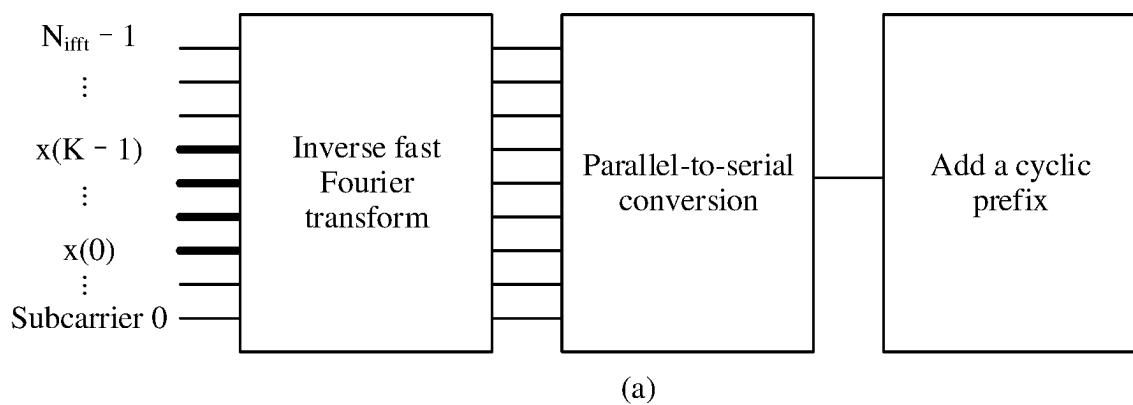 N_ifft - 1
⋮
x(K - 1)
⋮
x(0)
⋮
Subcarrier 0
Inverse fast
Fourier
transform
Parallel-to-serial
conversion
Add a cyclic
prefix
(a)